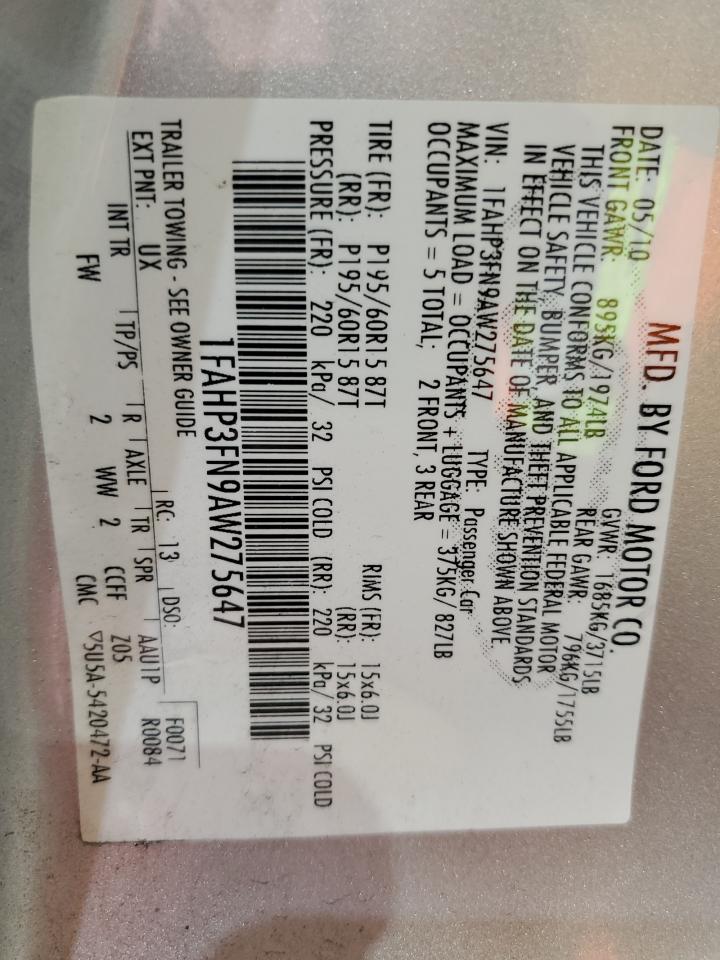 MFD. BY FORD MOTOR CO.
DATE: 05/10 GVWR: 1685KG/3715LB
FRONT GAWR: 895KG/1974LB REAR GAWR: 796KG/1755LB
THIS VEHICLE CONFORMS TO ALL APPLICABLE FEDERAL MOTOR
VEHICLE SAFETY, BUMPER, AND THEFT PREVENTION STANDARDS
IN EFFECT ON THE DATE OF MANUFACTURE SHOWN ABOVE
VIN: 1FAHP3FN9AW275647 TYPE: Passenger Car
MAXIMUM LOAD = OCCUPANTS + LUGGAGE = 375KG/827LB
OCCUPANTS = 5 TOTAL; 2 FRONT, 3 REAR
TIRE (FR): P195/60R15 87T RIMS (FR): 15x6.0J
(RR): P195/60R15 87T (RR): 15x6.0J
PRESSURE (FR): 220 kPa/ 32 PSI COLD (RR): 220 kPa/ 32 PSI COLD
1FAHP3FN9AW275647
TRAILER TOWING - SEE OWNER GUIDE
EXT PNT: UX RC: 13 DSO: F0071
R0084
INT TR TP/PS R AXLE TR SPR AAU1P
FW 2 WW 2 CCFF Z05
CMC ▽5U5A-5420472-AA